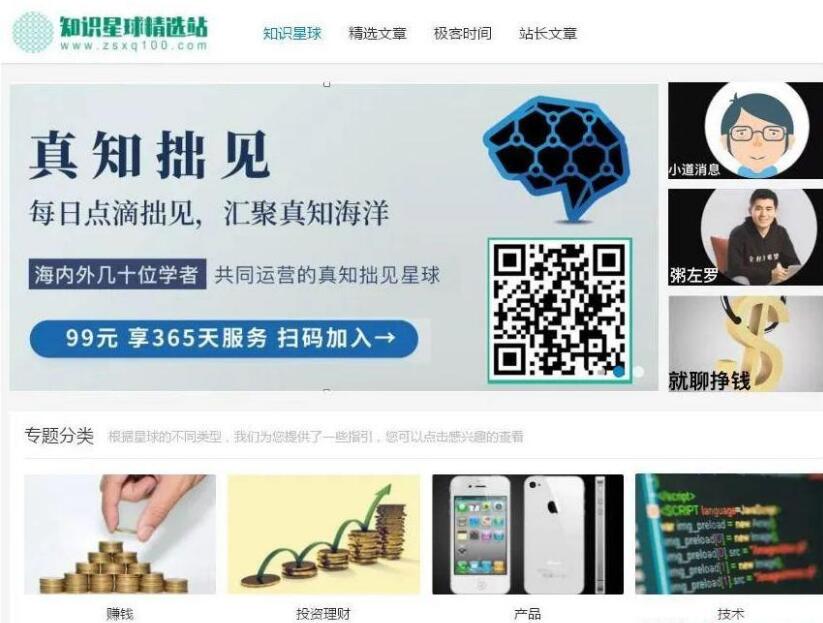 知识星球精选站
www.zsxq100.com
知识星球 精选文章 极客时间 站长文章
真知拙见
每日点滴拙见，汇聚真知海洋
海内外几十位学者 共同运营的真知拙见星球
99元 享365天服务 扫码加入→
小道消息
粥左罗
就聊挣钱
专题分类 根据星球的不同类型，我们为您提供了一些指引，您可以点击感兴趣的查看
赚钱 投资理财 产品 技术